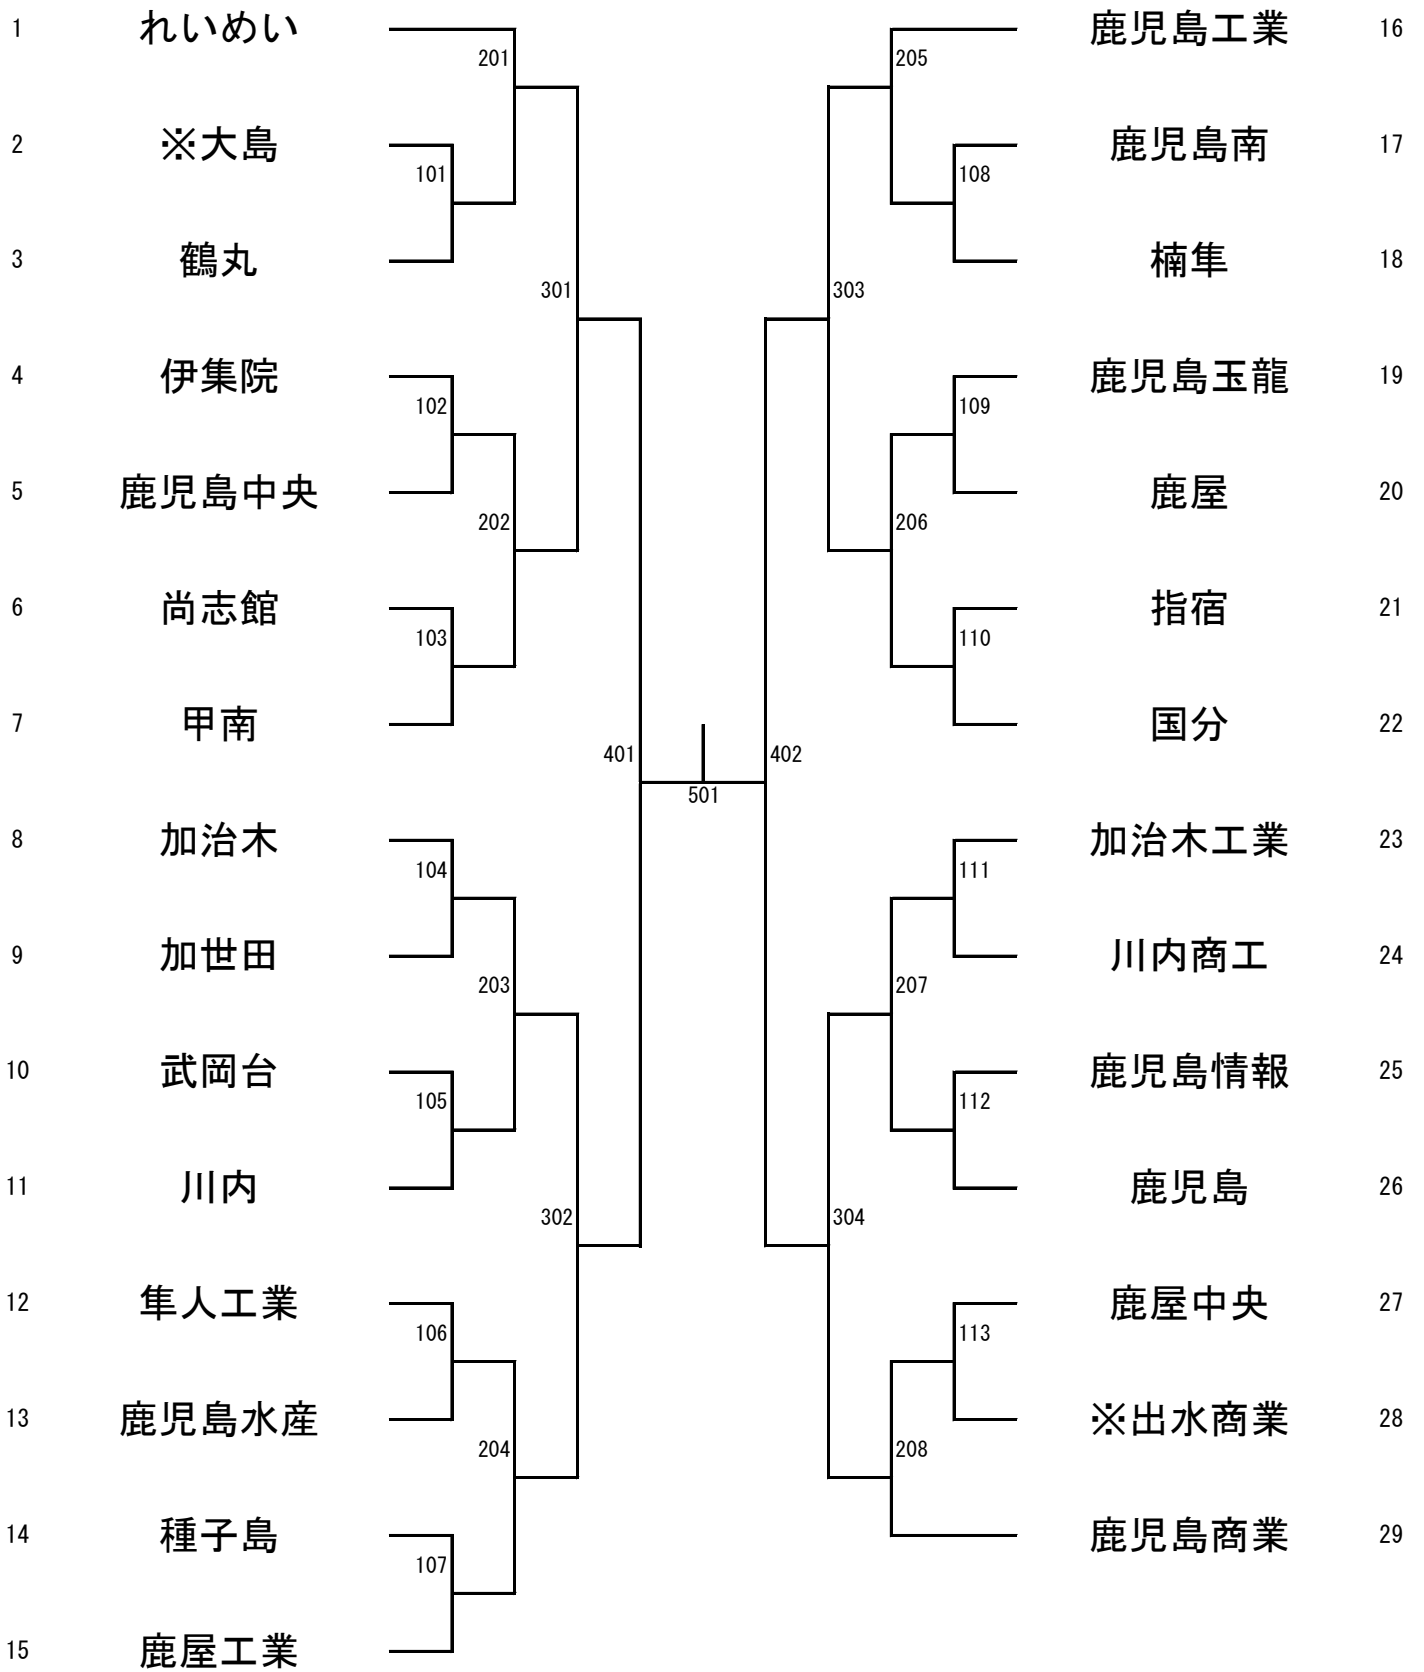 1 れいめい
201
2 ※大島
101
3 鶴丸
301
4 伊集院
102
5 鹿児島中央
202
6 尚志館
103
7 甲南
401
8 加治木
104
9 加世田
203
10 武岡台
105
11 川内
302
12 隼人工業
106
13 鹿児島水産
204
14 種子島
107
15 鹿屋工業
501
鹿児島工業 16
205
鹿児島南 17
108
楠隼 18
303
鹿児島玉龍 19
109
鹿屋 20
206
指宿 21
110
国分 22
402
加治木工業 23
111
川内商工 24
207
鹿児島情報 25
112
鹿児島 26
304
鹿屋中央 27
113
※出水商業 28
208
鹿児島商業 29